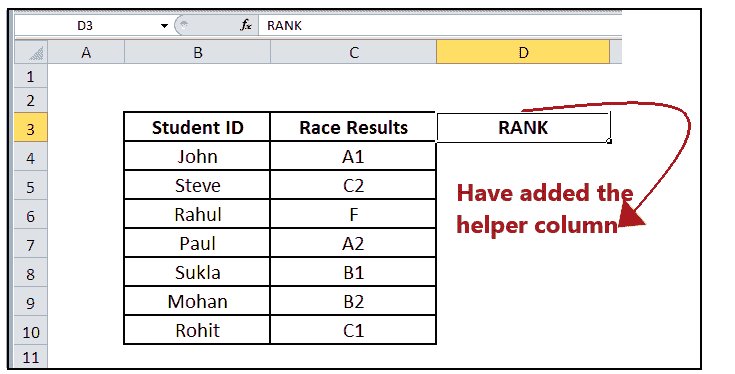 D3 fx RANK
A B C D
1
2
3 Student ID Race Results RANK
4 John A1
5 Steve C2
Have added the
6 Rahul F
helper column
7 Paul A2
8 Sukla B1
9 Mohan B2
10 Rohit C1
11